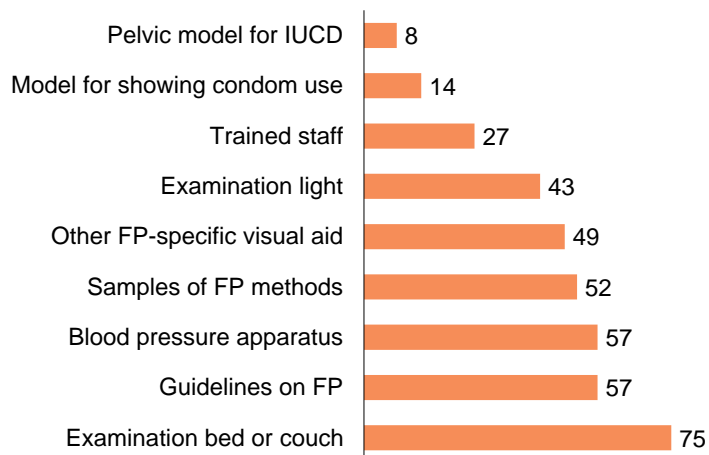 Pelvic model for IUCD 8
Model for showing condom use 14
Trained staff 27
Examination light 43
Other FP-specific visual aid 49
Samples of FP methods 52
Blood pressure apparatus 57
Guidelines on FP 57
Examination bed or couch 75